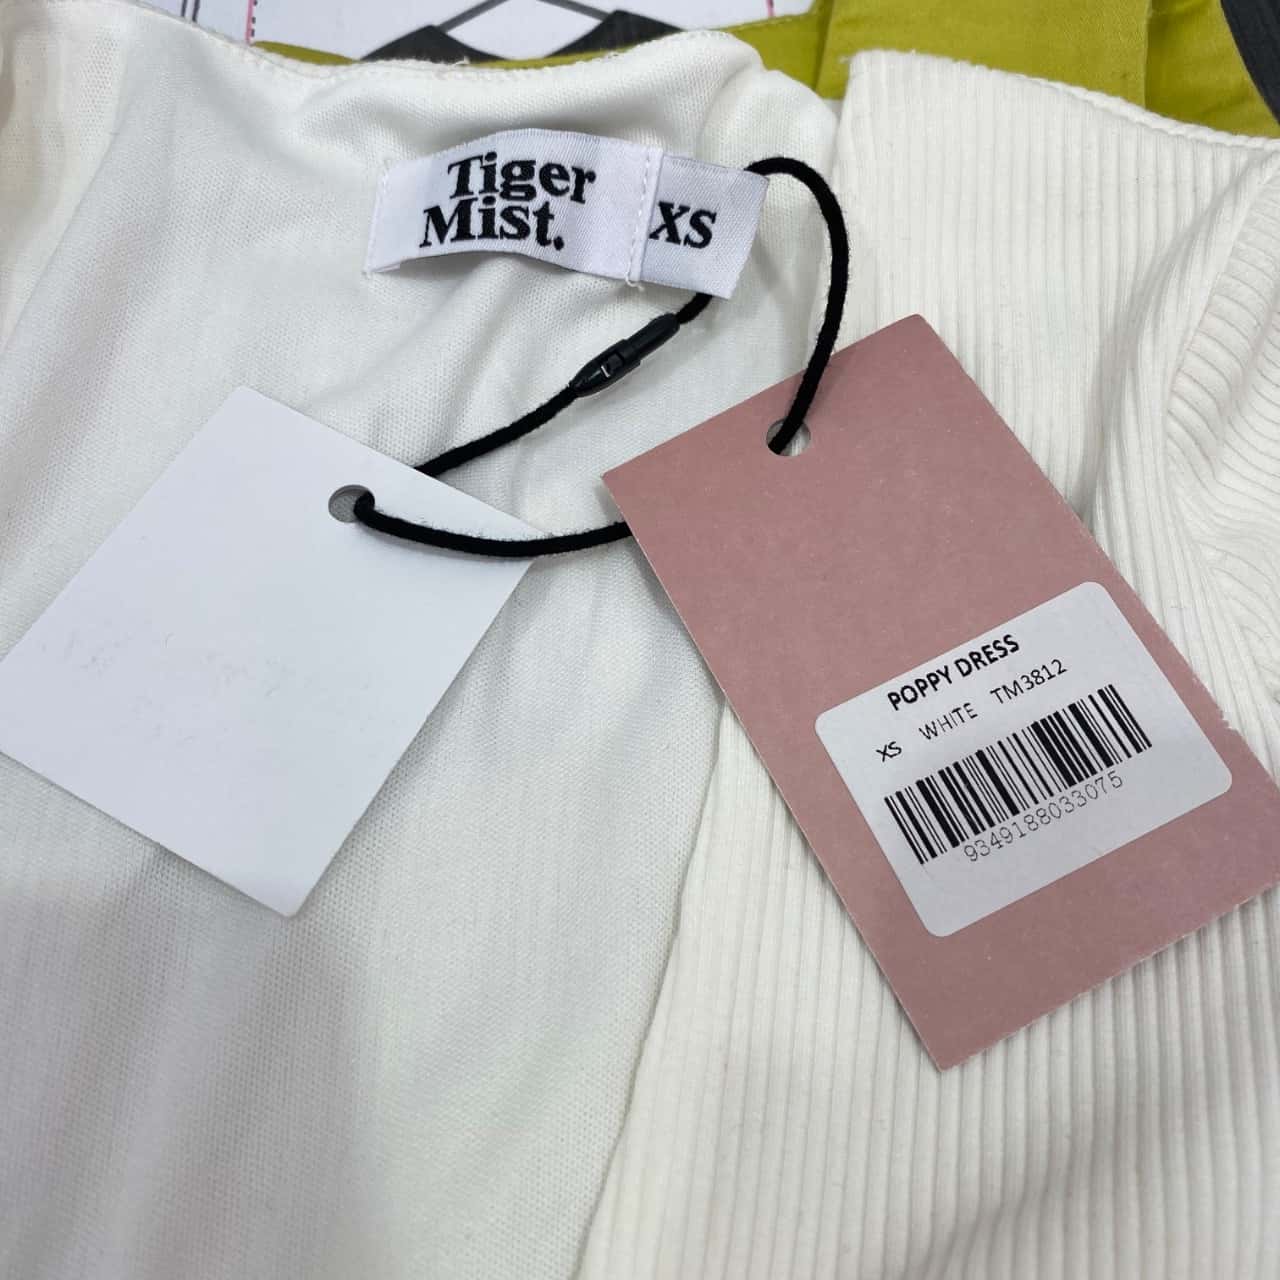 Tiger
Mist.
XS
POPPY DRESS
XS WHITE TM3812
9349188033075